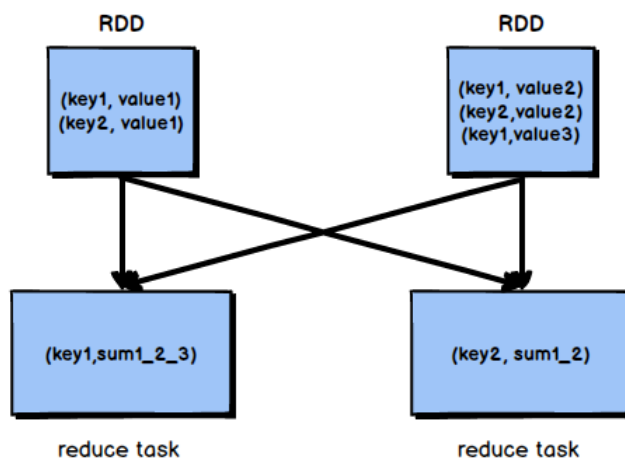 RDD
RDD
(key1, value1)
(key2, value1)
(key1, value2)
(key2,value2)
(key1,value3)
(key1,sum1_2_3)
(key2, sum1_2)
reduce task
reduce task